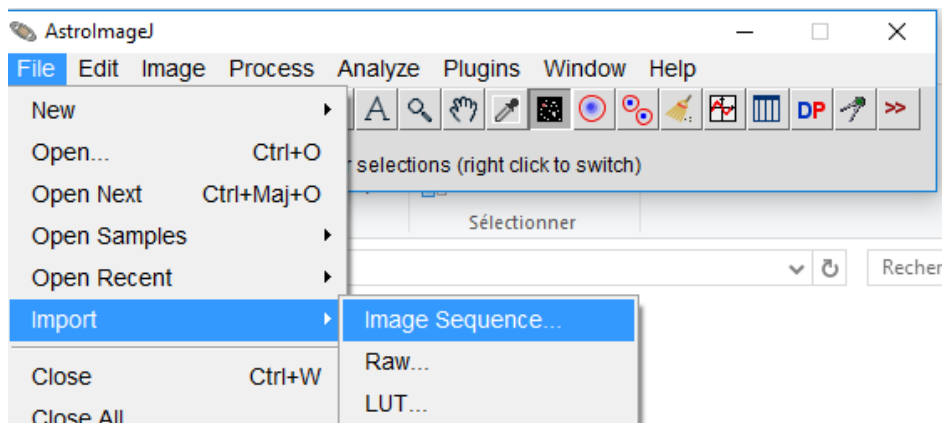 AstroImageJ
File Edit Image Process Analyze Plugins Window Help
A DP >>
New
Open... Ctrl+O
r selections (right click to switch)
Open Next Ctrl+Maj+O
Sélectionner
Open Samples
Open Recent
Recher
Import
Image Sequence...
Raw...
Close Ctrl+W
LUT...
Close All